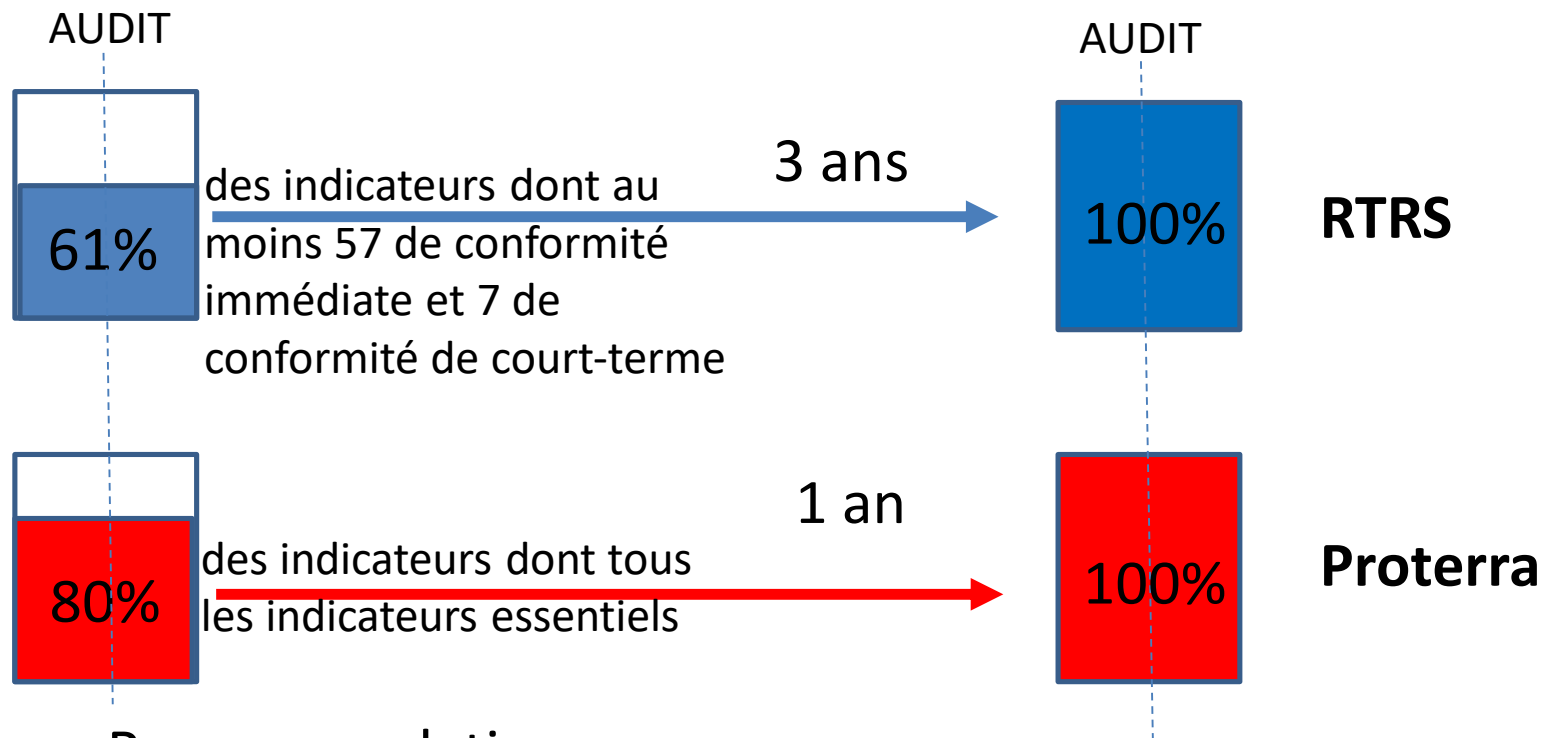 AUDIT
AUDIT
3 ans
des indicateurs dont au
moins 57 de conformité
immédiate et 7 de
conformité de court-terme
61%
100%
RTRS
1 an
des indicateurs dont tous
les indicateurs essentiels
80%
100%
Proterra